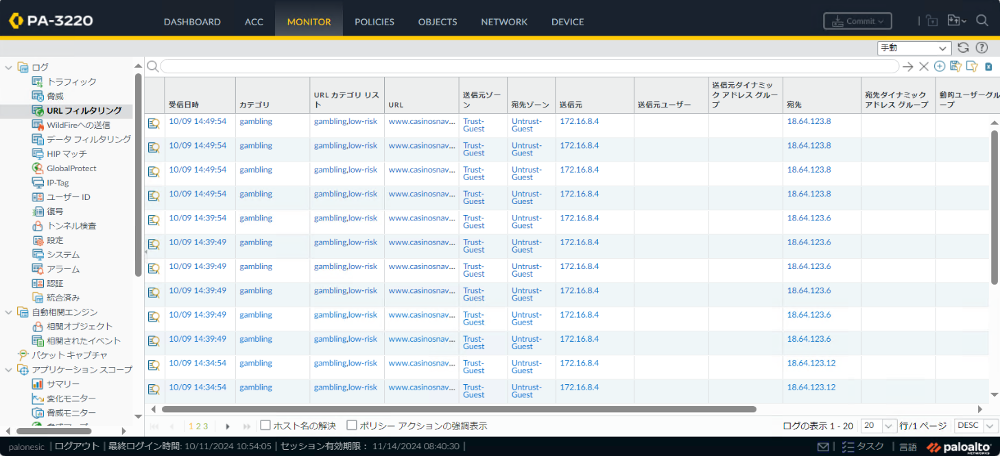 PA-3220 DASHBOARD ACC MONITOR POLICIES OBJECTS NETWORK DEVICE Commit
手動
ログ
トラフィック
脅威
URL フィルタリング
WildFireへの送信
データ フィルタリング
HIP マッチ
GlobalProtect
IP-Tag
ユーザー ID
復号
トンネル検査
設定
システム
アラーム
認証
統合済み
自動相関エンジン
相関オブジェクト
相関されたイベント
パケット キャプチャ
アプリケーション スコープ
サマリー
変化モニター
脅威モニター
脅威マップ
受信日時 カテゴリ URL カテゴリ リスト URL 送信元ゾーン 宛先ゾーン 送信元 送信元ユーザー 送信元ダイナミック アドレス グループ 宛先 宛先ダイナミック アドレス グループ 動的ユーザーグループ
10/09 14:49:54 gambling gambling,low-risk www.casinosnav... Trust-Guest Untrust-Guest 172.16.8.4 18.64.123.8
10/09 14:49:54 gambling gambling,low-risk www.casinosnav... Trust-Guest Untrust-Guest 172.16.8.4 18.64.123.8
10/09 14:49:54 gambling gambling,low-risk www.casinosnav... Trust-Guest Untrust-Guest 172.16.8.4 18.64.123.8
10/09 14:49:54 gambling gambling,low-risk www.casinosnav... Trust-Guest Untrust-Guest 172.16.8.4 18.64.123.8
10/09 14:39:54 gambling gambling,low-risk www.casinosnav... Trust-Guest Untrust-Guest 172.16.8.4 18.64.123.6
10/09 14:39:49 gambling gambling,low-risk www.casinosnav... Trust-Guest Untrust-Guest 172.16.8.4 18.64.123.6
10/09 14:39:49 gambling gambling,low-risk www.casinosnav... Trust-Guest Untrust-Guest 172.16.8.4 18.64.123.6
10/09 14:39:49 gambling gambling,low-risk www.casinosnav... Trust-Guest Untrust-Guest 172.16.8.4 18.64.123.6
10/09 14:39:49 gambling gambling,low-risk www.casinosnav... Trust-Guest Untrust-Guest 172.16.8.4 18.64.123.6
10/09 14:39:49 gambling gambling,low-risk www.casinosnav... Trust-Guest Untrust-Guest 172.16.8.4 18.64.123.6
10/09 14:34:54 gambling gambling,low-risk www.casinosnav... Trust-Guest Untrust-Guest 172.16.8.4 18.64.123.12
10/09 14:34:54 gambling gambling,low-risk www.casinosnav... Trust-Guest Untrust-Guest 172.16.8.4 18.64.123.12
1 2 3 ホスト名の解決 ポリシー アクションの強調表示 ログの表示 1 - 20 20 行/1 ページ DESC
palonesic | ログアウト | 最終ログイン時間: 10/11/2024 10:54:05 | セッション有効期限： 11/14/2024 08:40:30 | | タスク | 言語 paloalto NETWORKS